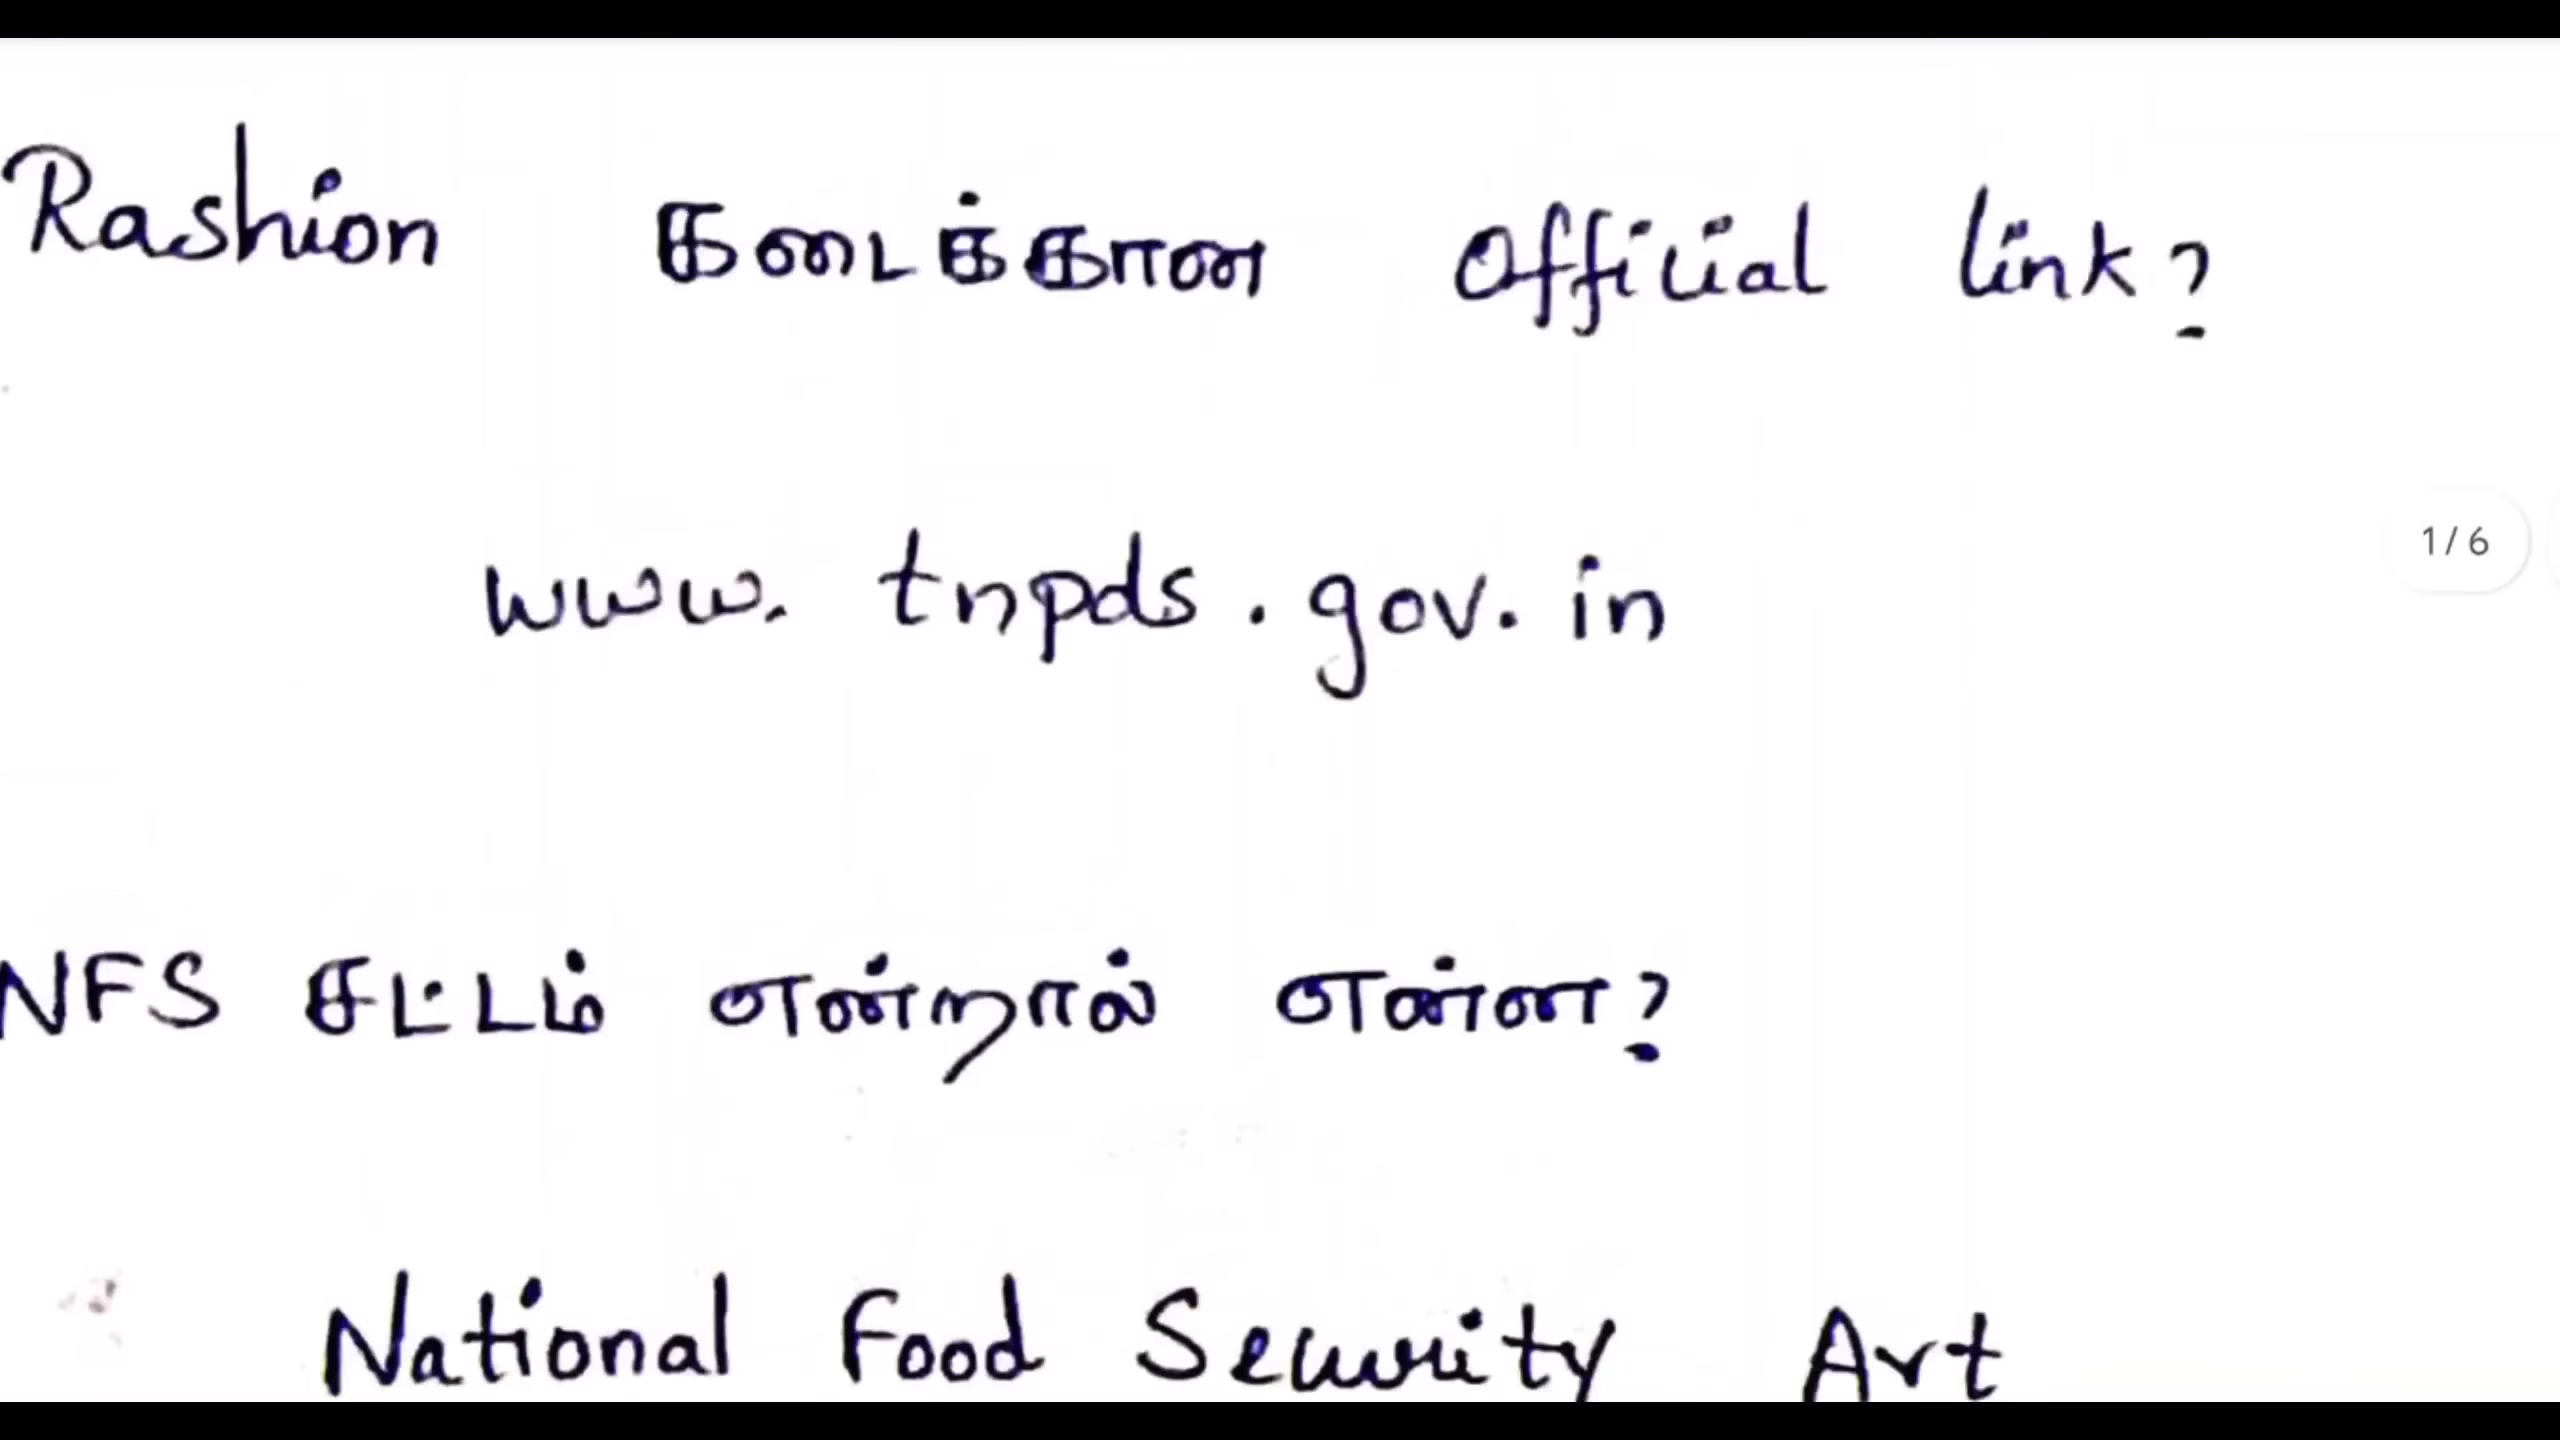 Rashion கடைக்கான Official link?
www. tnpds . gov. in
1 / 6
NFS சட்டம் என்றால் என்ன?
National Food Security Art